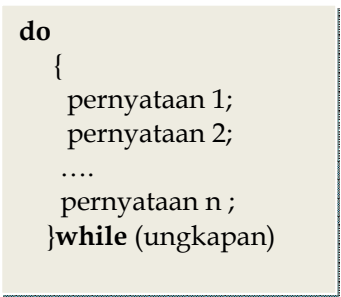 do
{
pernyataan 1;
pernyataan 2;
….
pernyataan n ;
}while (ungkapan)